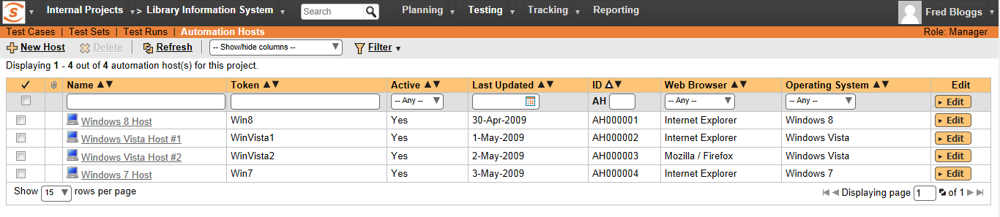 Internal Projects > Library Information System Search Planning Testing Tracking Reporting Fred Bloggs
Test Cases | Test Sets | Test Runs | Automation Hosts Role: Manager
New Host Delete Refresh -- Show/hide columns -- Filter
Displaying 1 - 4 out of 4 automation host(s) for this project.
Name Token Active Last Updated ID Web Browser Operating System Edit
-- Any -- AH -- Any -- -- Any -- Edit
Windows 8 Host Win8 Yes 30-Apr-2009 AH000001 Internet Explorer Windows 8 Edit
Windows Vista Host #1 WinVista1 Yes 1-May-2009 AH000002 Internet Explorer Windows Vista Edit
Windows Vista Host #2 WinVista2 Yes 2-May-2009 AH000003 Mozilla / Firefox Windows Vista Edit
Windows 7 Host Win7 Yes 3-May-2009 AH000004 Internet Explorer Windows 7 Edit
Show 15 rows per page Displaying page 1 of 1